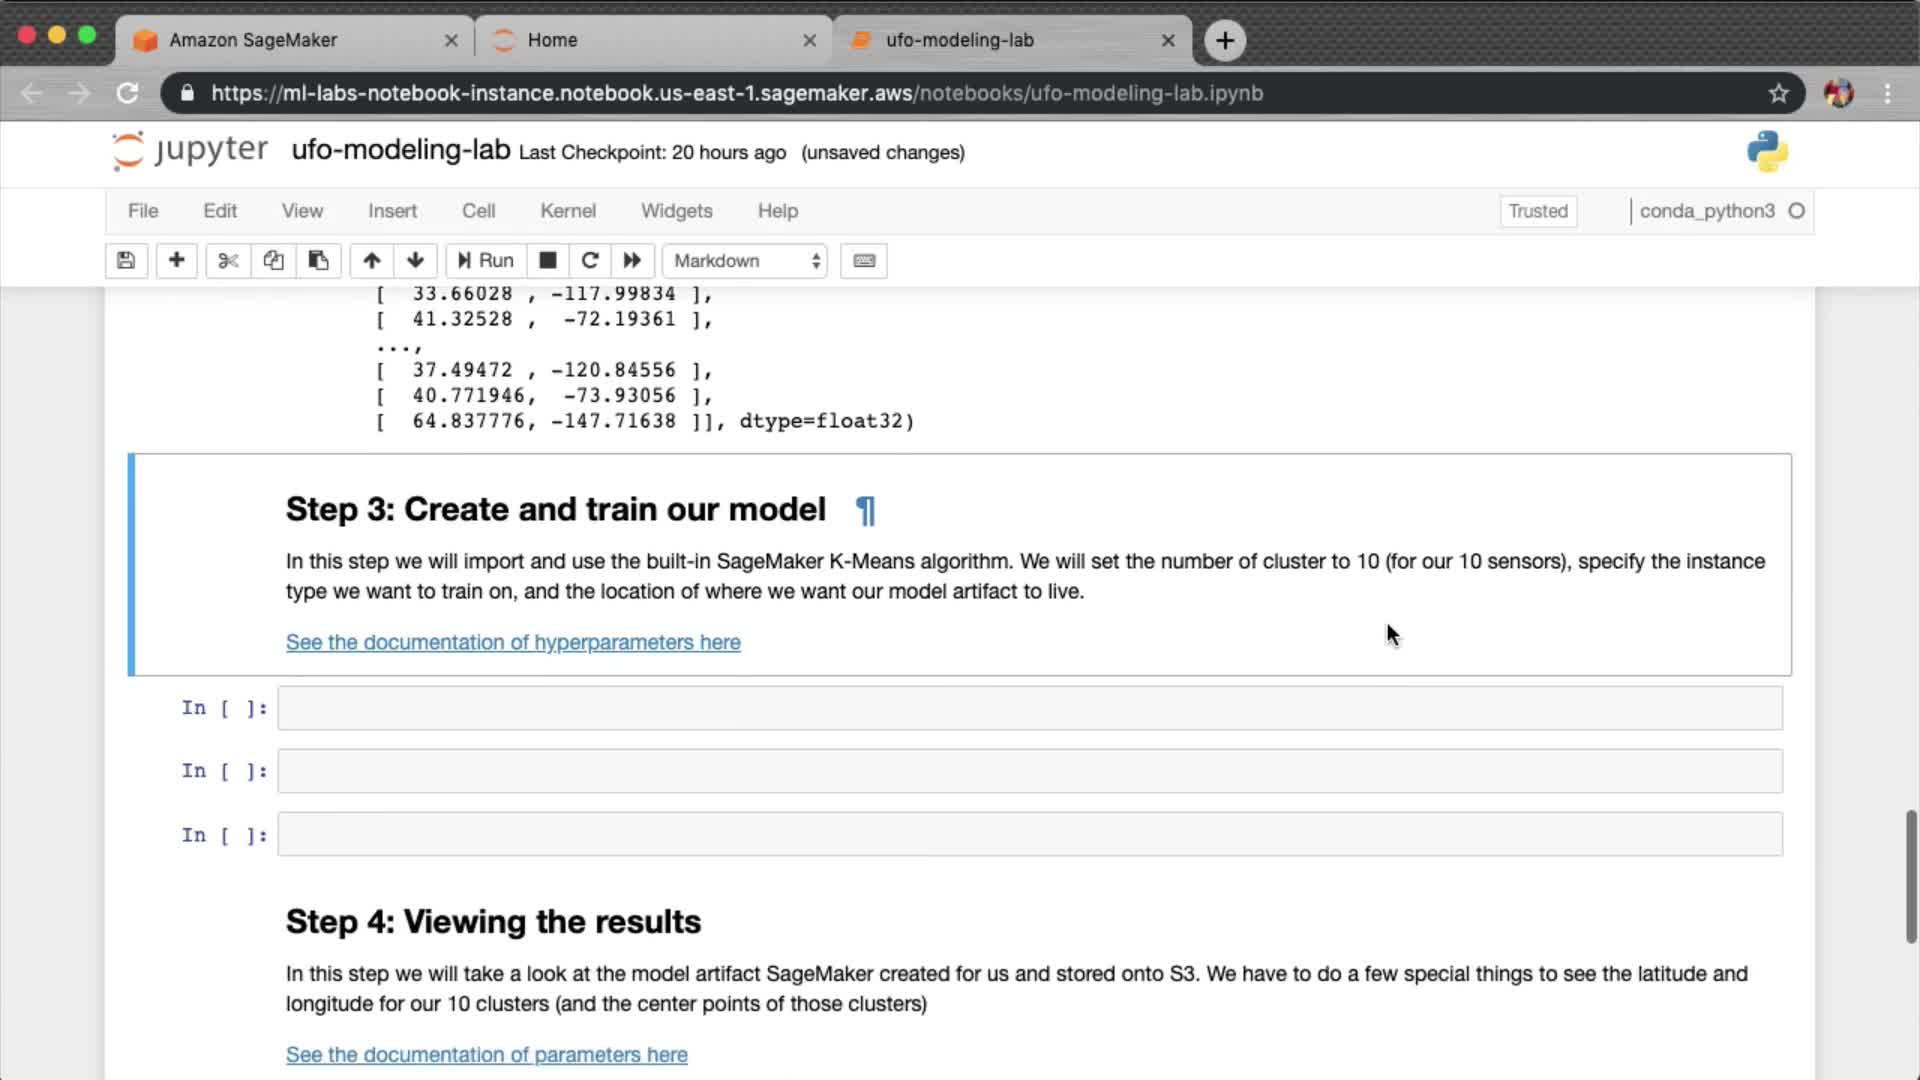 Amazon SageMaker
Home
ufo-modeling-lab
https://ml-labs-notebook-instance.notebook.us-east-1.sagemaker.aws/notebooks/ufo-modeling-lab.ipynb
jupyter ufo-modeling-lab Last Checkpoint: 20 hours ago (unsaved changes)
File Edit View Insert Cell Kernel Widgets Help Trusted conda_python3
Run Markdown
[ 33.66028 , -117.99834 ],
[ 41.32528 , -72.19361 ],
...,
[ 37.49472 , -120.84556 ],
[ 40.771946, -73.93056 ],
[ 64.837776, -147.71638 ]], dtype=float32)
Step 3: Create and train our model ¶
In this step we will import and use the built-in SageMaker K-Means algorithm. We will set the number of cluster to 10 (for our 10 sensors), specify the instance
type we want to train on, and the location of where we want our model artifact to live.
See the documentation of hyperparameters here
In [ ]:
In [ ]:
In [ ]:
Step 4: Viewing the results
In this step we will take a look at the model artifact SageMaker created for us and stored onto S3. We have to do a few special things to see the latitude and
longitude for our 10 clusters (and the center points of those clusters)
See the documentation of parameters here